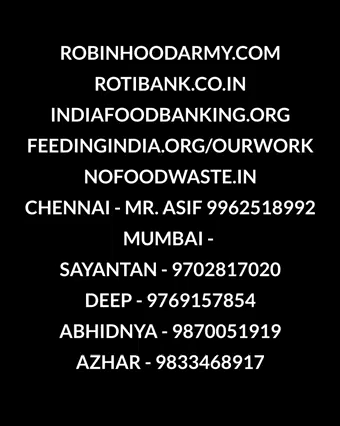 ROBINHOODARMY.COM
ROTIBANK.CO.IN
INDIAFOODBANKING.ORG
FEEDINGINDIA.ORG/OURWORK
NOFOODWASTE.IN
CHENNAI - MR. ASIF 9962518992
MUMBAI -
SAYANTAN - 9702817020
DEEP - 9769157854
ABHIDNYA - 9870051919
AZHAR - 9833468917